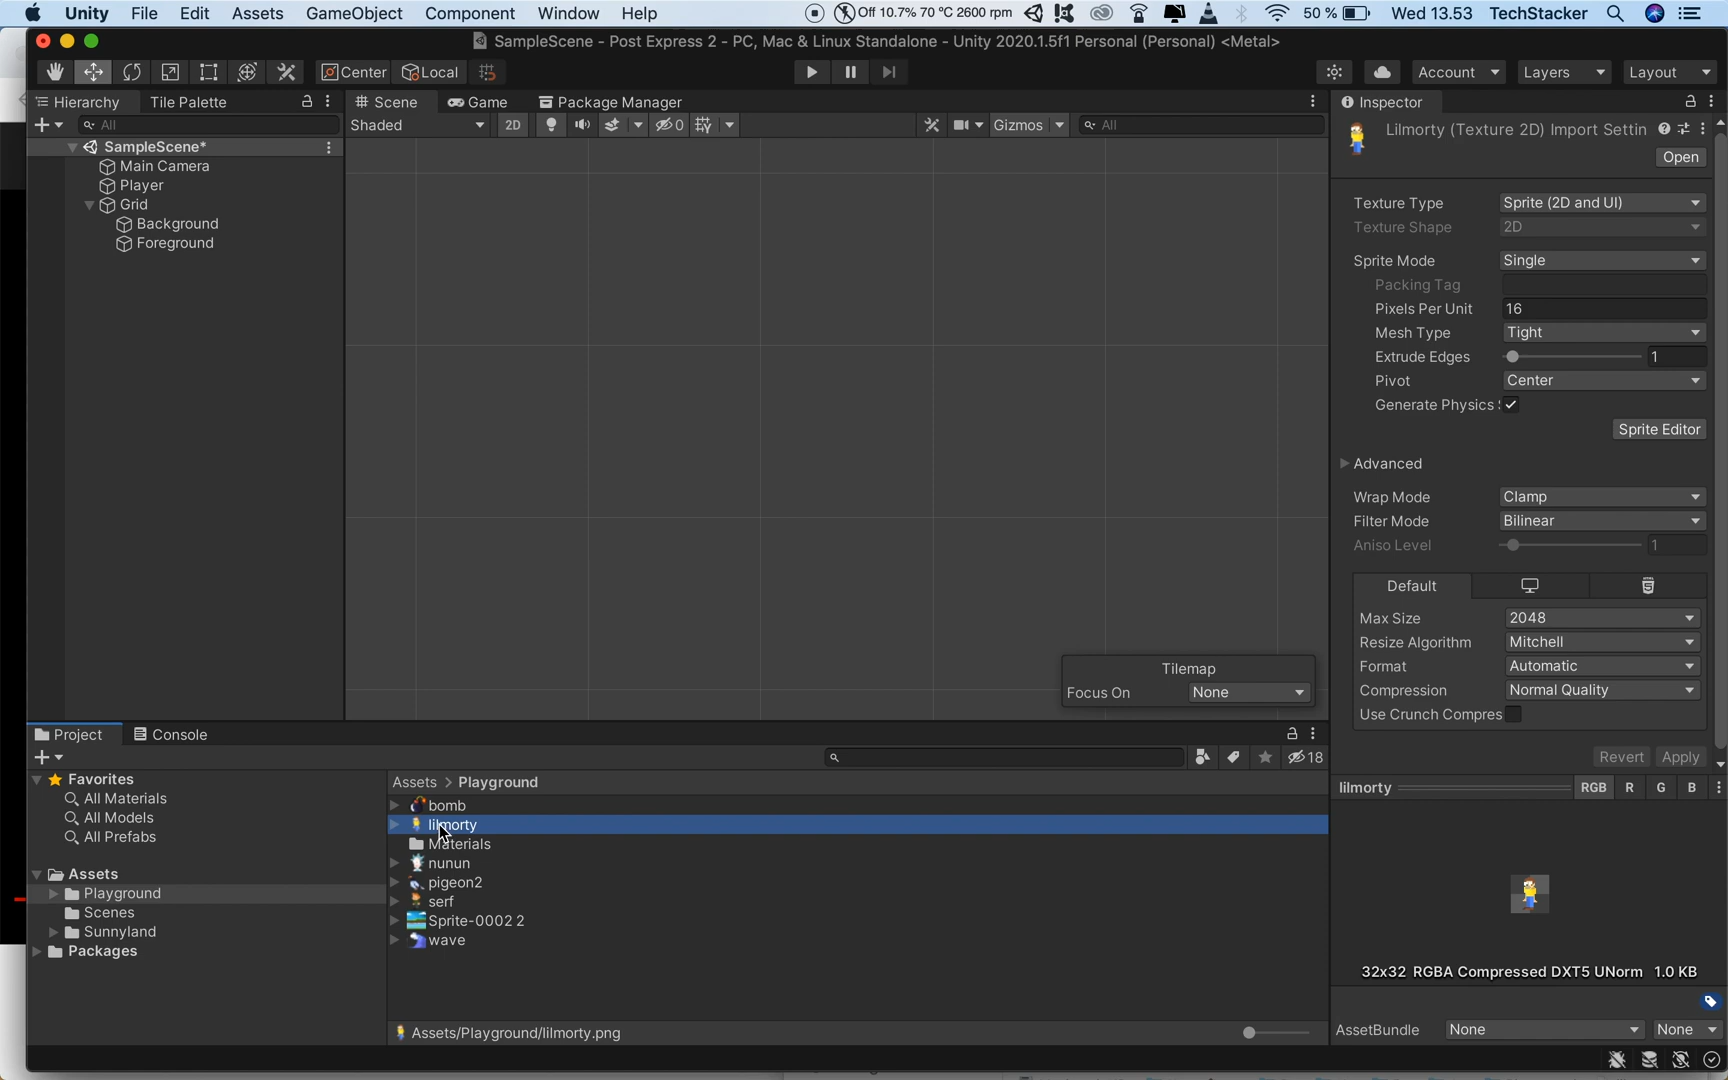 Unity File Edit Assets GameObject Component Window Help Off 10.7% 70 °C 2600 rpm 50 % Wed 13.53 TechStacker
SampleScene - Post Express 2 - PC, Mac & Linux Standalone - Unity 2020.1.5f1 Personal (Personal) <Metal>
Center Local Account Layers Layout
Hierarchy Tile Palette Scene Game Package Manager Inspector
All Shaded 2D 0 Gizmos All
SampleScene*
Main Camera
Player
Grid
Background
Foreground
Tilemap
Focus On None
Lilmorty (Texture 2D) Import Settin
Open
Texture Type Sprite (2D and UI)
Texture Shape 2D
Sprite Mode Single
Packing Tag
Pixels Per Unit 16
Mesh Type Tight
Extrude Edges 1
Pivot Center
Generate Physics
Sprite Editor
Advanced
Wrap Mode Clamp
Filter Mode Bilinear
Aniso Level 1
Default
Max Size 2048
Resize Algorithm Mitchell
Format Automatic
Compression Normal Quality
Use Crunch Compres
Revert Apply
Project Console
18
Favorites
All Materials
All Models
All Prefabs
Assets
Playground
Scenes
Sunnyland
Packages
Assets > Playground
bomb
lilmorty
Materials
nunun
pigeon2
serf
Sprite-0002 2
wave
Assets/Playground/lilmorty.png
lilmorty RGB R G B
32x32 RGBA Compressed DXT5 UNorm 1.0 KB
AssetBundle None None